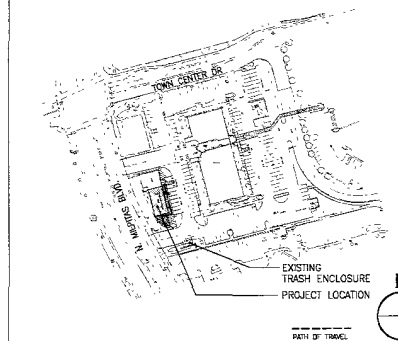 TOWN CENTER DR
N. MILPITAS BLVD.
EXISTING
TRASH ENCLOSURE
PROJECT LOCATION
PATH OF TRAVEL